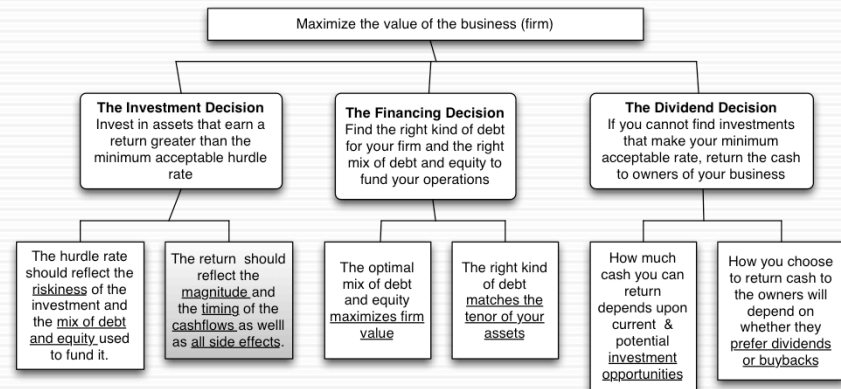 Maximize the value of the business (firm)
The Investment Decision
Invest in assets that earn a
return greater than the
minimum acceptable hurdle
rate
The Financing Decision
Find the right kind of debt
for your firm and the right
mix of debt and equity to
fund your operations
The Dividend Decision
If you cannot find investments
that make your minimum
acceptable rate, return the cash
to owners of your business
The hurdle rate
should reflect the
riskiness of the
investment and
the mix of debt
and equity used
to fund it.
The return should
reflect the
magnitude and
the timing of the
cashflows as welll
as all side effects.
The optimal
mix of debt
and equity
maximizes firm
value
The right kind
of debt
matches the
tenor of your
assets
How much
cash you can
return
depends upon
current &
potential
investment
opportunities
How you choose
to return cash to
the owners will
depend on
whether they
prefer dividends
or buybacks